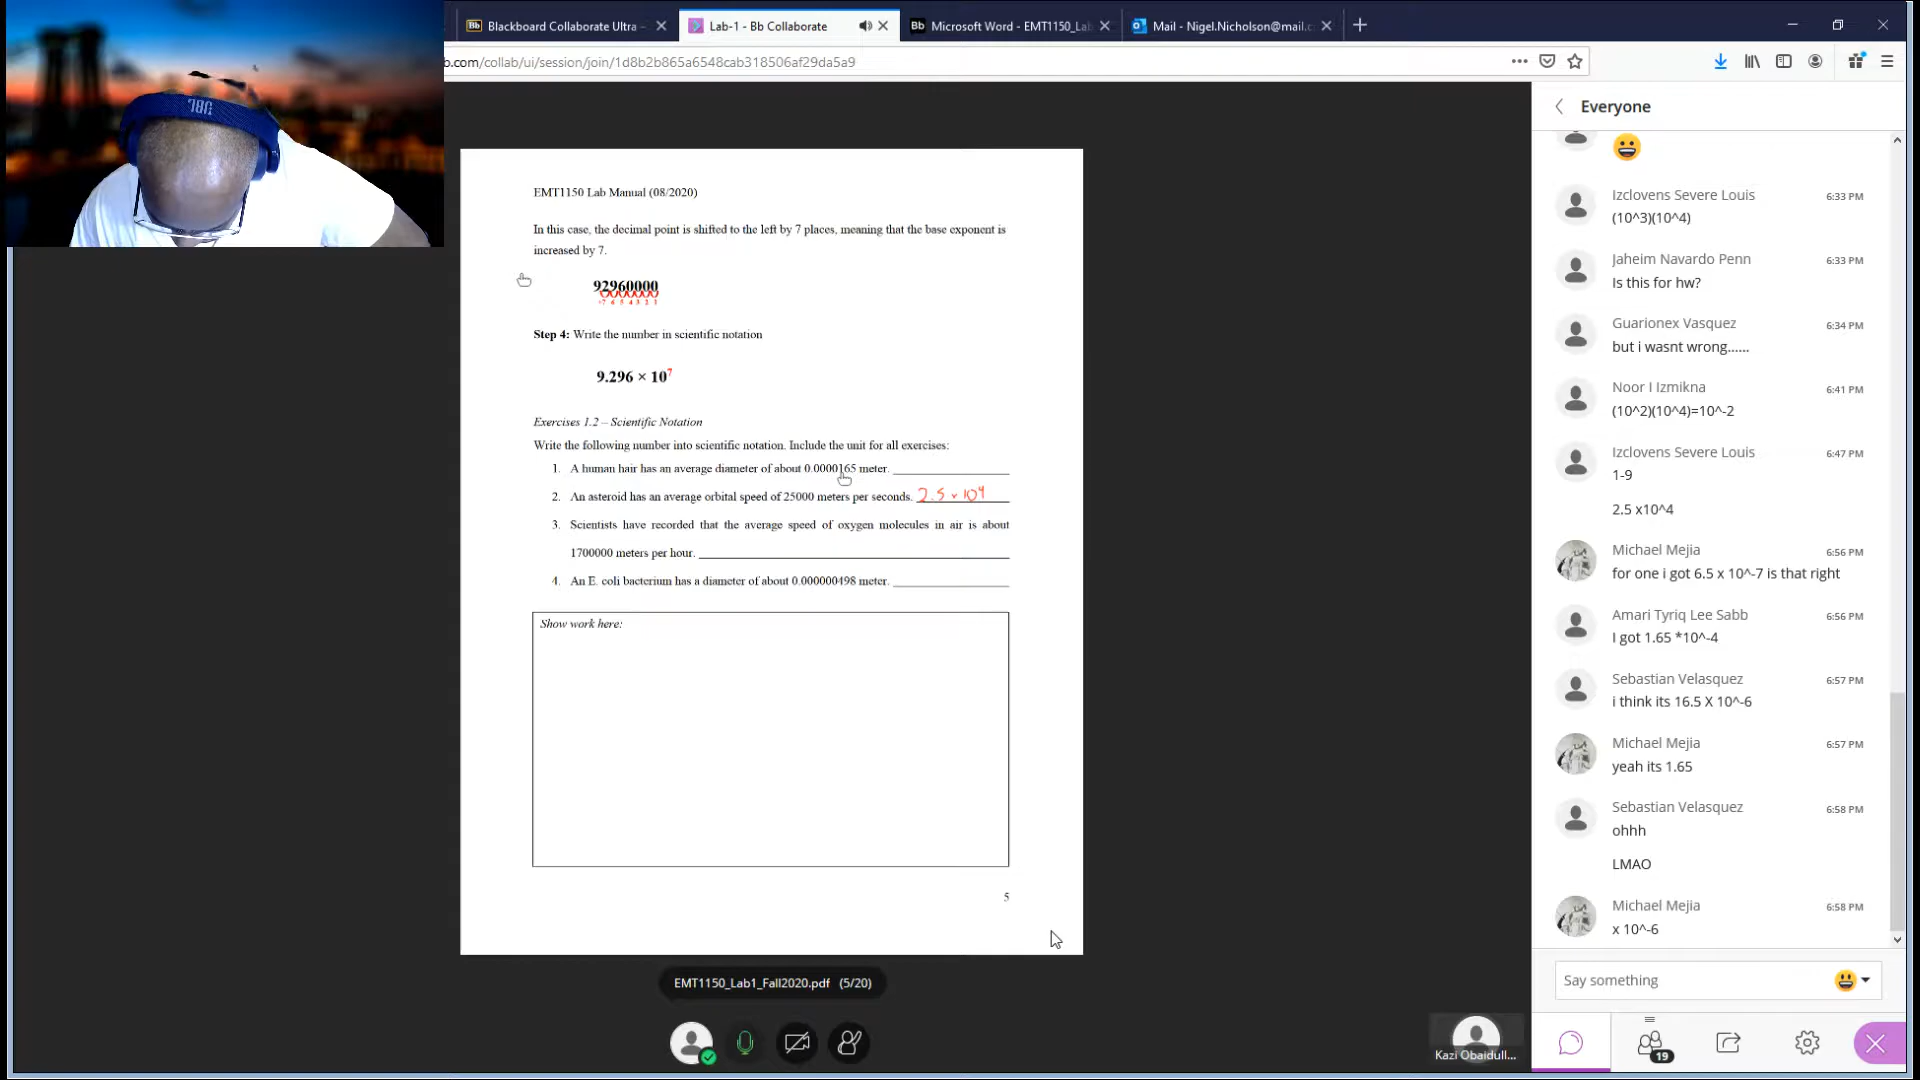 JBL
Blackboard Collaborate Ultra –
Lab-1 - Bb Collaborate
Microsoft Word - EMT1150_La
Mail - Nigel.Nicholson@mail.c
b.com/collab/ui/session/join/1d8b2b865a6548cab318506af29da5a9
EMT1150 Lab Manual (08/2020)
In this case, the decimal point is shifted to the left by 7 places, meaning that the base exponent is
increased by 7.
92960000
7 6 5 4 3 2 1
Step 4: Write the number in scientific notation
9.296 × 10⁷
Exercises 1.2 – Scientific Notation
Write the following number into scientific notation. Include the unit for all exercises:
1. A human hair has an average diameter of about 0.0000165 meter.
2. An asteroid has an average orbital speed of 25000 meters per seconds. 2.5 x 10⁴
3. Scientists have recorded that the average speed of oxygen molecules in air is about
1700000 meters per hour.
4. An E. coli bacterium has a diameter of about 0.000000498 meter.
Show work here:
5
EMT1150_Lab1_Fall2020.pdf (5/20)
Kazi Obaidull...
Everyone
Izclovens Severe Louis 6:33 PM
(10^3)(10^4)
Jaheim Navardo Penn 6:33 PM
Is this for hw?
Guarionex Vasquez 6:34 PM
but i wasnt wrong......
Noor I Izmikna 6:41 PM
(10^2)(10^4)=10^-2
Izclovens Severe Louis 6:47 PM
1-9
2.5 x10^4
Michael Mejia 6:56 PM
for one i got 6.5 x 10^-7 is that right
Amari Tyriq Lee Sabb 6:56 PM
I got 1.65 *10^-4
Sebastian Velasquez 6:57 PM
i think its 16.5 X 10^-6
Michael Mejia 6:57 PM
yeah its 1.65
Sebastian Velasquez 6:58 PM
ohhh
LMAO
Michael Mejia 6:58 PM
x 10^-6
Say something
19